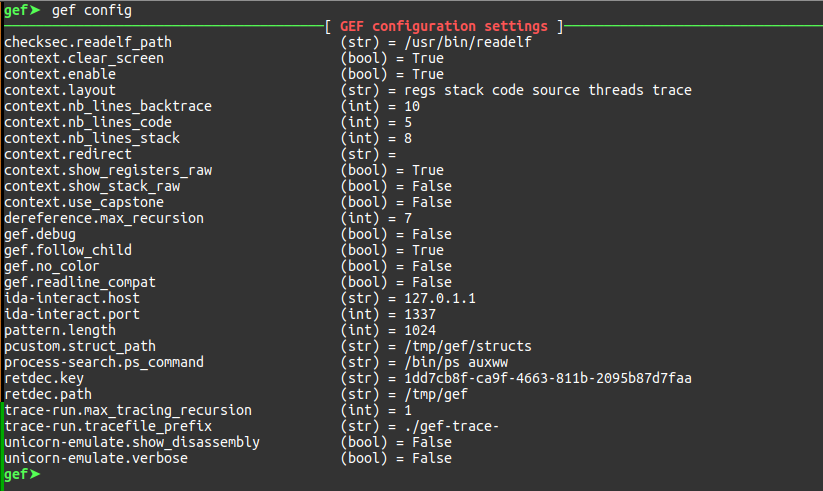 gef➤ gef config
[ GEF configuration settings ]
checksec.readelf_path (str) = /usr/bin/readelf
context.clear_screen (bool) = True
context.enable (bool) = True
context.layout (str) = regs stack code source threads trace
context.nb_lines_backtrace (int) = 10
context.nb_lines_code (int) = 5
context.nb_lines_stack (int) = 8
context.redirect (str) =
context.show_registers_raw (bool) = True
context.show_stack_raw (bool) = False
context.use_capstone (bool) = False
dereference.max_recursion (int) = 7
gef.debug (bool) = False
gef.follow_child (bool) = True
gef.no_color (bool) = False
gef.readline_compat (bool) = False
ida-interact.host (str) = 127.0.1.1
ida-interact.port (int) = 1337
pattern.length (int) = 1024
pcustom.struct_path (str) = /tmp/gef/structs
process-search.ps_command (str) = /bin/ps auxww
retdec.key (str) = 1dd7cb8f-ca9f-4663-811b-2095b87d7faa
retdec.path (str) = /tmp/gef
trace-run.max_tracing_recursion (int) = 1
trace-run.tracefile_prefix (str) = ./gef-trace-
unicorn-emulate.show_disassembly (bool) = False
unicorn-emulate.verbose (bool) = False
gef➤